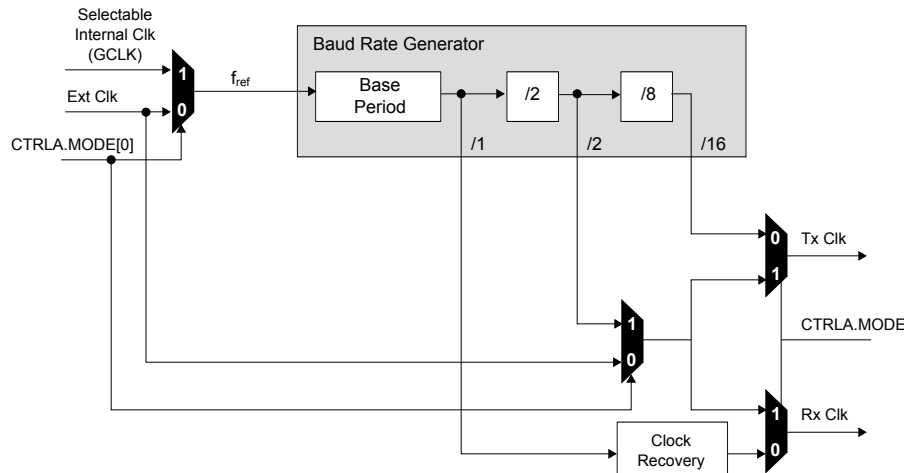 Selectable
Internal Clk
(GCLK)
Ext Clk
CTRLA.MODE[0]
1
0
fref
Baud Rate Generator
Base
Period
/2
/8
/1
/2
/16
0
1
Tx Clk
1
0
CTRLA.MODE
1
0
Rx Clk
Clock
Recovery